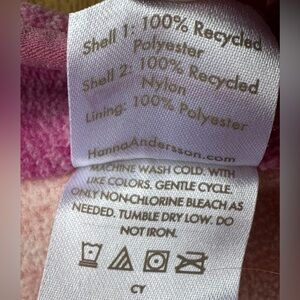 Shell 1: 100% Recycled
Polyester
Shell 2: 100% Recycled
Nylon
Lining: 100% Polyester
HannaAndersson.com
MACHINE WASH COLD. WITH
LIKE COLORS. GENTLE CYCLE.
ONLY NON-CHLORINE BLEACH AS
NEEDED. TUMBLE DRY LOW. DO
NOT IRON.
CY